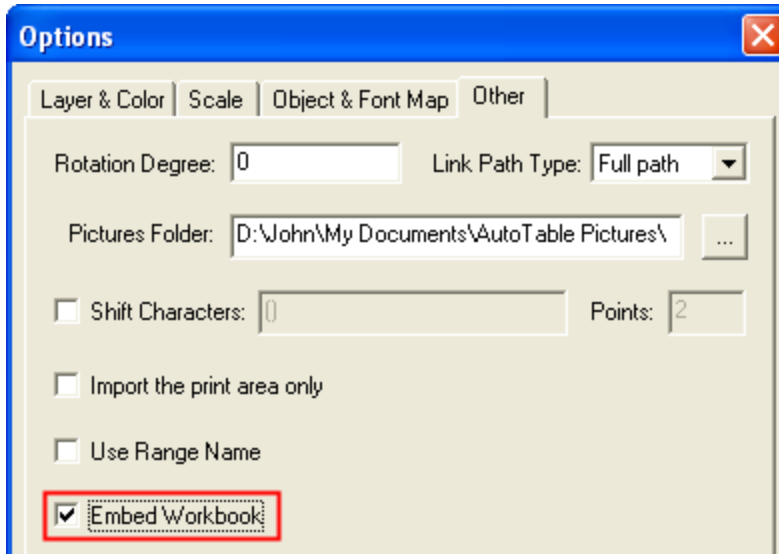 Options
Layer & Color Scale Object & Font Map Other
Rotation Degree: 0 Link Path Type: Full path
Pictures Folder: D:\John\My Documents\AutoTable Pictures\ ...
Shift Characters: () Points: 2
Import the print area only
Use Range Name
Embed Workbook